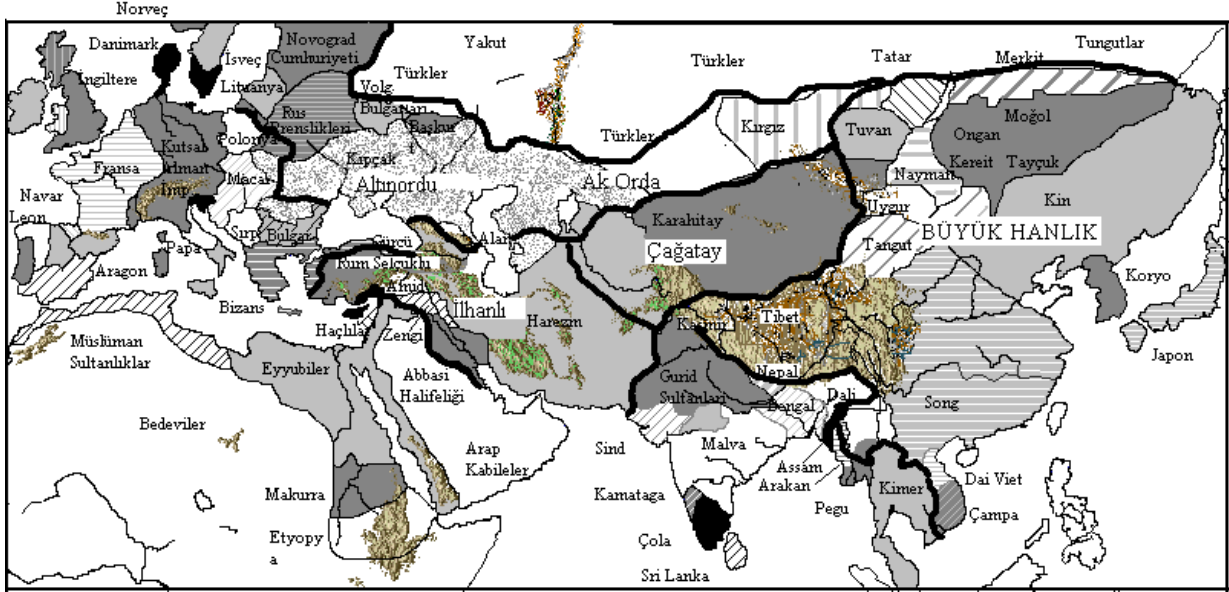 Norveç
Danimark
İsveç
Novograd
Cumhuriyeti
Yakut
Türkler
Türkler
Tatar
Merkit
Tungutlar
İngiltere
Litvanya
Volg
Bulgarları
Rus
Prenslikleri
Başkur
t
Türkler
Kırgız
Tuvan
Moğol
Ongan
Kereit
Tayçuk
Kutsal
Alman
İmp
Polonya
Kıpçak
Altınordu
Ak Orda
Nayman
Fransa
Macar
Navar
Leon
Uygur
Kin
Karahitay
Sırp
Bulgar
Gürcü
Alan
Çağatay
Tangut
BÜYÜK HANLIK
Papa
Aragon
Rum Selçuklu
Koryo
Bizans
İlhanlı
Harezm
Haçlılar
Zengi
Keşmir
Tibet
Müslüman
Sultanlıklar
Japon
Eyyubiler
Abbasi
Halifeliği
Gurid
Sultanları
Nepal
Bengal
Dali
Song
Bedeviler
Sind
Malva
Arap
Kabileler
Assam
Arakan
Makurra
Kamataga
Pegu
Kimer
Dai Viet
Çampa
Etyopy
a
Çola
Sri Lanka